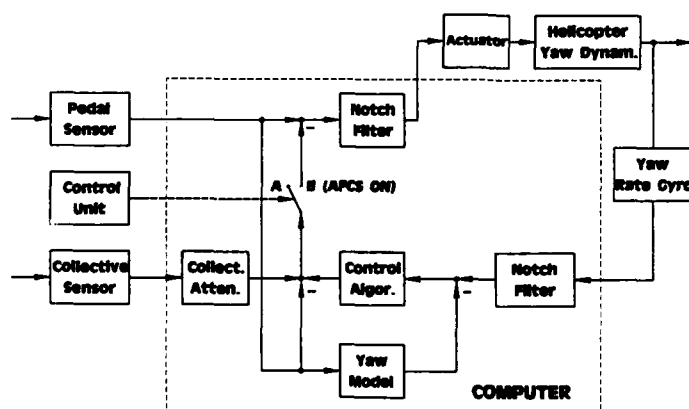 Actuator
Helicopter
Yaw Dynam.
Pedal
Sensor
Notch
Filter
-
Yaw
Rate Gyro
Control
Unit
A
B (APCS ON)
Collective
Sensor
Collect.
Atten.
Control
Algor.
Notch
Filter
-
-
Yaw
Model
COMPUTER